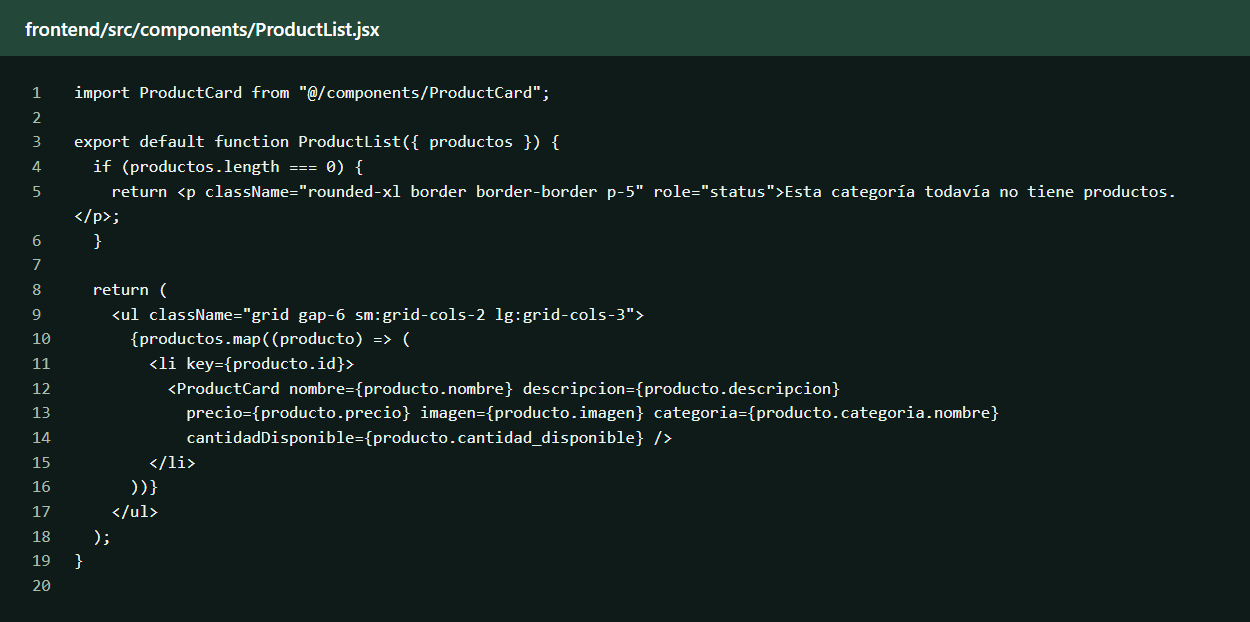 frontend/src/components/ProductList.jsx
1 import ProductCard from "@/components/ProductCard";
2
3 export default function ProductList({ productos }) {
4   if (productos.length === 0) {
5     return <p className="rounded-xl border border-border p-5" role="status">Esta categoría todavía no tiene productos.
</p>;
6   }
7
8   return (
9     <ul className="grid gap-6 sm:grid-cols-2 lg:grid-cols-3">
10       {productos.map((producto) => (
11         <li key={producto.id}>
12           <ProductCard nombre={producto.nombre} descripcion={producto.descripcion}
13             precio={producto.precio} imagen={producto.imagen} categoria={producto.categoria.nombre}
14             cantidadDisponible={producto.cantidad_disponible} />
15         </li>
16       ))}
17     </ul>
18   );
19 }
20